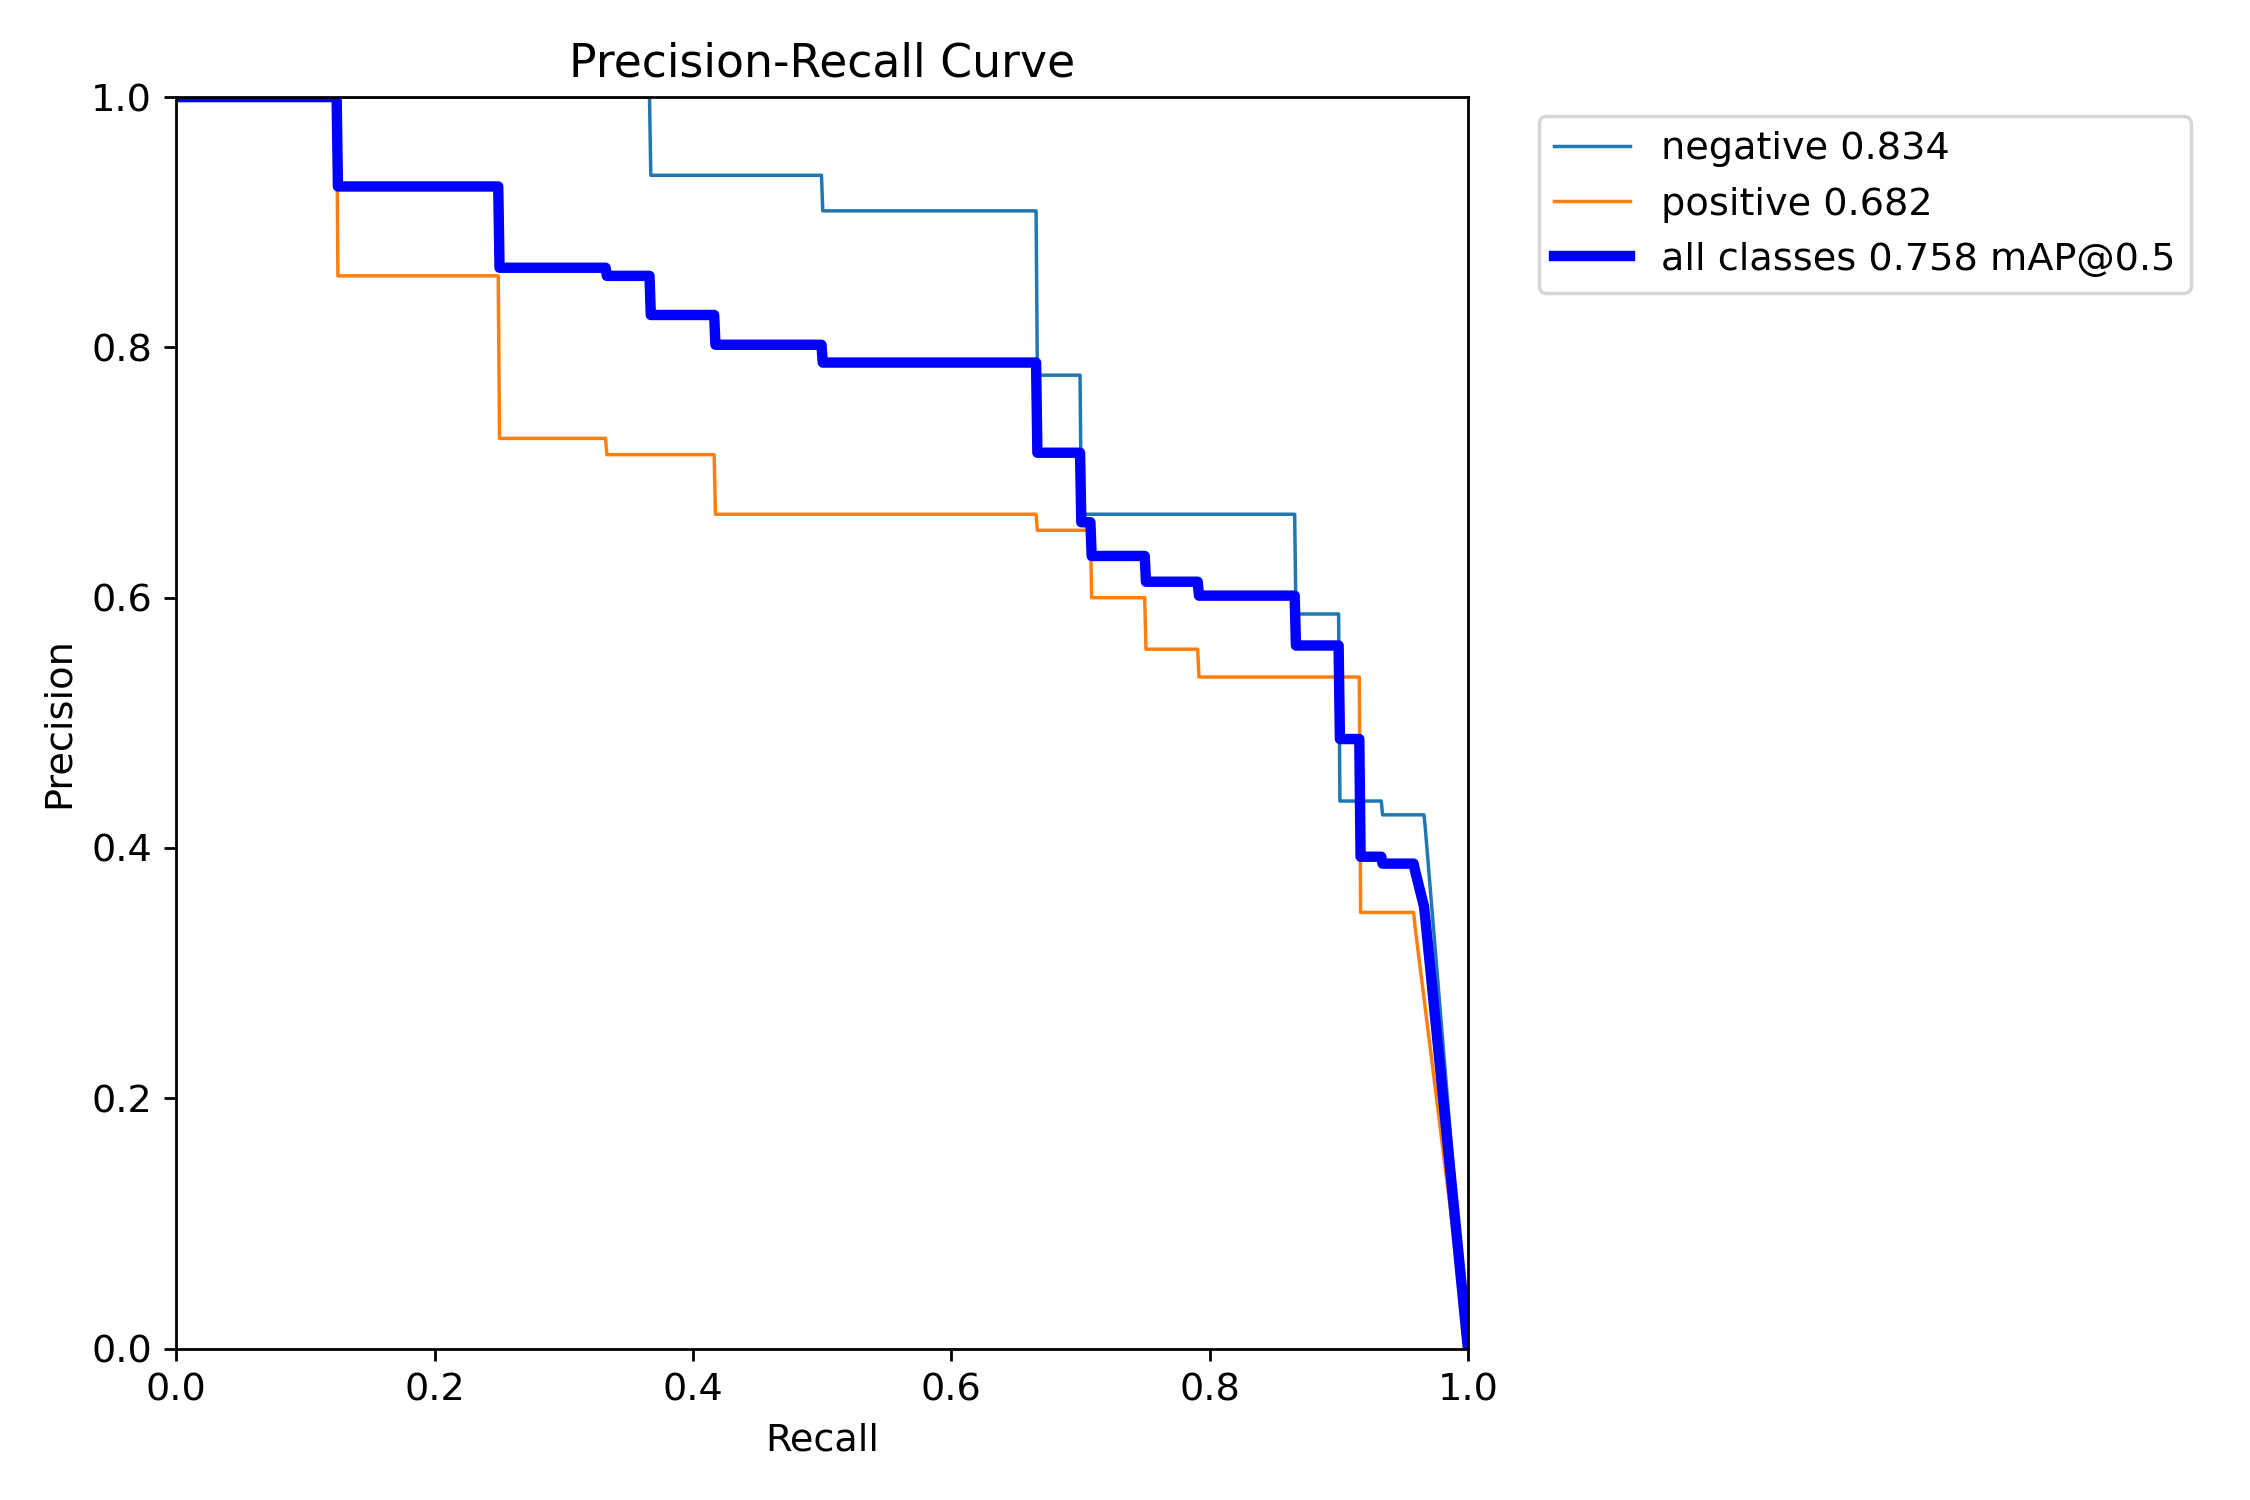 Precision-Recall Curve
1.0
0.8
0.6
0.4
0.2
0.0
Precision
0.0 0.2 0.4 0.6 0.8 1.0
Recall
negative 0.834
positive 0.682
all classes 0.758 mAP@0.5